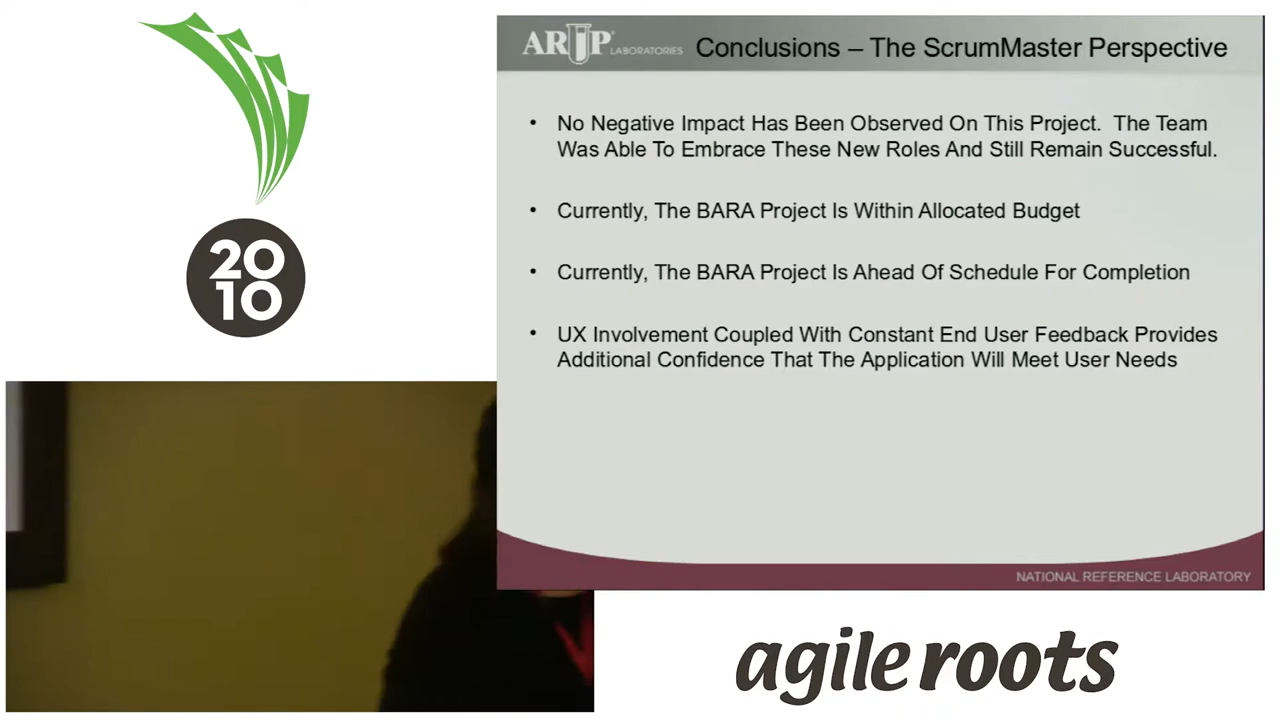 ARUP LABORATORIES
Conclusions – The ScrumMaster Perspective
• No Negative Impact Has Been Observed On This Project. The Team
Was Able To Embrace These New Roles And Still Remain Successful.
• Currently, The BARA Project Is Within Allocated Budget
• Currently, The BARA Project Is Ahead Of Schedule For Completion
• UX Involvement Coupled With Constant End User Feedback Provides
Additional Confidence That The Application Will Meet User Needs
NATIONAL REFERENCE LABORATORY
20
10
agile roots